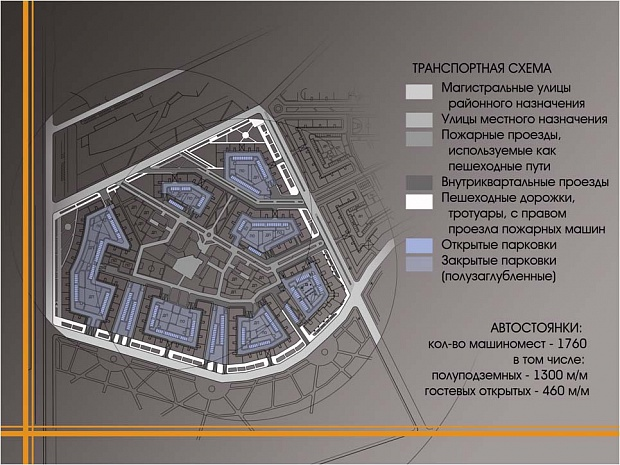 ТРАНСПОРТНАЯ СХЕМА
Магистральные улицы
районного назначения
Улицы местного назначения
Пожарные проезды,
используемые как
пешеходные пути
Внутриквартальные проезды
Пешеходные дорожки,
тротуары, с правом
проезла пожарных машин
Открытые парковки
Закрытые парковки
(полузаглубленные)
АВТОСТОЯНКИ:
кол-во машиномест - 1760
в том числе:
полуподземных - 1300 м/м
гостевых открытых - 460 м/м